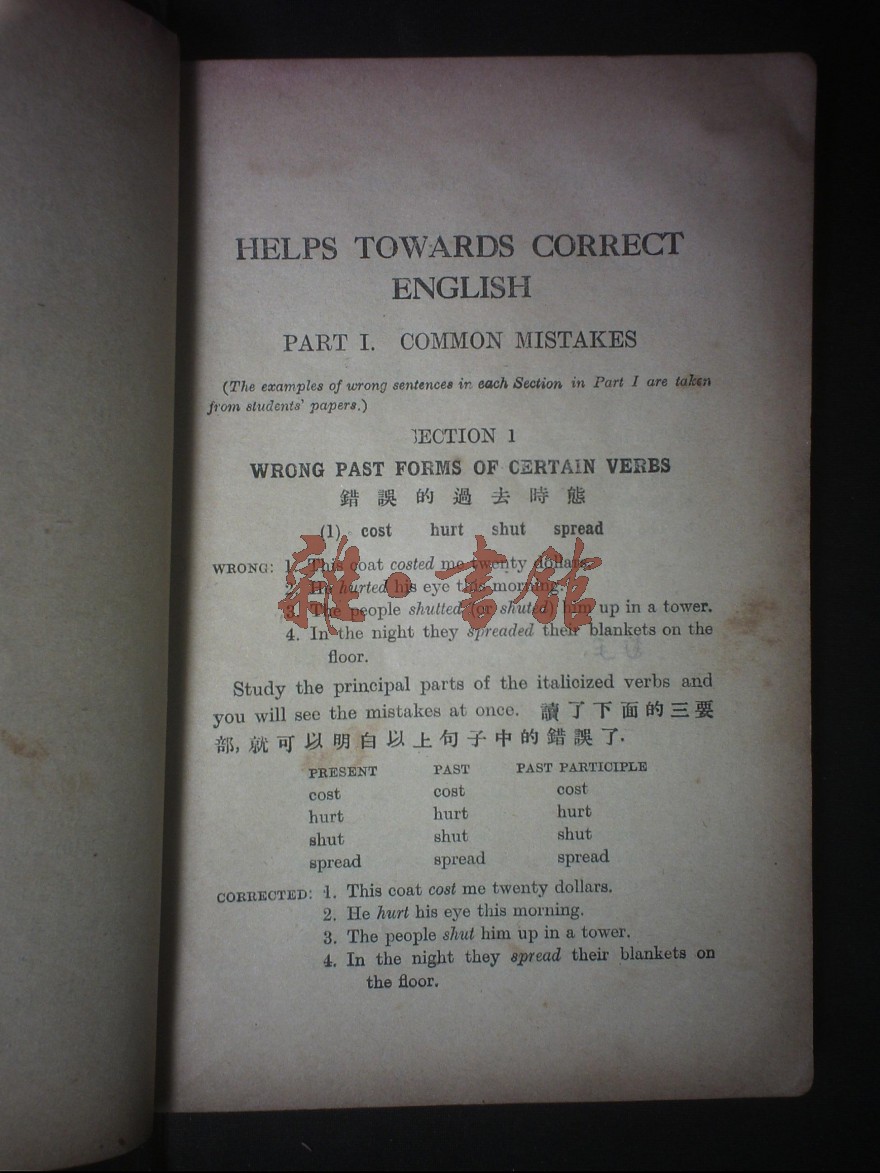 HELPS TOWARDS CORRECT
ENGLISH
PART I. COMMON MISTAKES
(The examples of wrong sentences in each Section in Part I are taken
from students' papers.)
SECTION 1
WRONG PAST FORMS OF CERTAIN VERBS
錯誤的過去時態
(1) cost hurt shut spread
WRONG: 1. This coat costed me twenty dollars.
2. He hurted his eye this morning.
3. The people shutted (or shuted) him up in a tower.
4. In the night they spreaded their blankets on the
floor.
雜·書館
Study the principal parts of the italicized verbs and
you will see the mistakes at once. 讀了下面的三要
部,就可以明白以上句子中的錯誤了.
PRESENT PAST PAST PARTICIPLE
cost cost cost
hurt hurt hurt
shut shut shut
spread spread spread
CORRECTED: 1. This coat cost me twenty dollars.
2. He hurt his eye this morning.
3. The people shut him up in a tower.
4. In the night they spread their blankets on
the floor.